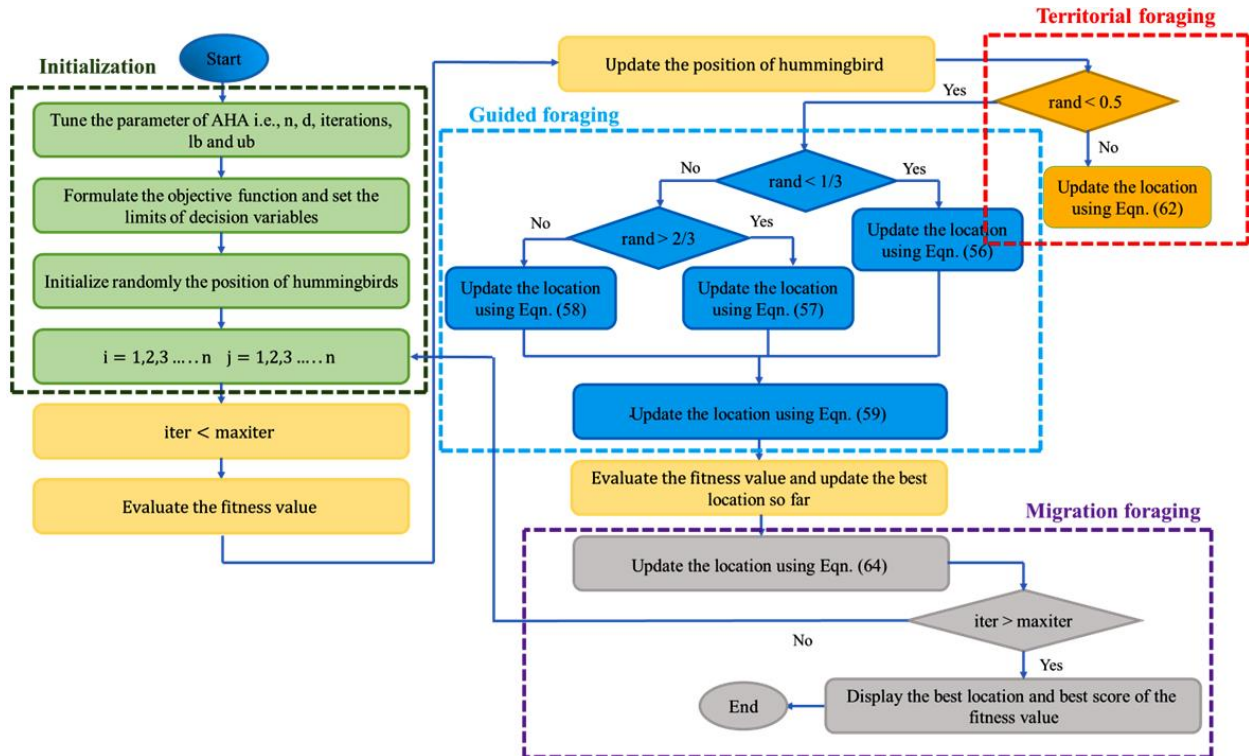 Initialization
Start
Tune the parameter of AHA i.e., n, d, iterations,
lb and ub
Formulate the objective function and set the
limits of decision variables
Initialize randomly the position of hummingbirds
i = 1,2,3 ..... n j = 1,2,3 ..... n
iter < maxiter
Evaluate the fitness value
Update the position of hummingbird
Territorial foraging
rand < 0.5
Yes
No
Update the location
using Eqn. (62)
Guided foraging
rand < 1/3
No
Yes
rand > 2/3
No
Yes
Update the location
using Eqn. (56)
Update the location
using Eqn. (58)
Update the location
using Eqn. (57)
Update the location using Eqn. (59)
Evaluate the fitness value and update the best
location so far
Migration foraging
Update the location using Eqn. (64)
iter > maxiter
No
Yes
Display the best location and best score of the
fitness value
End